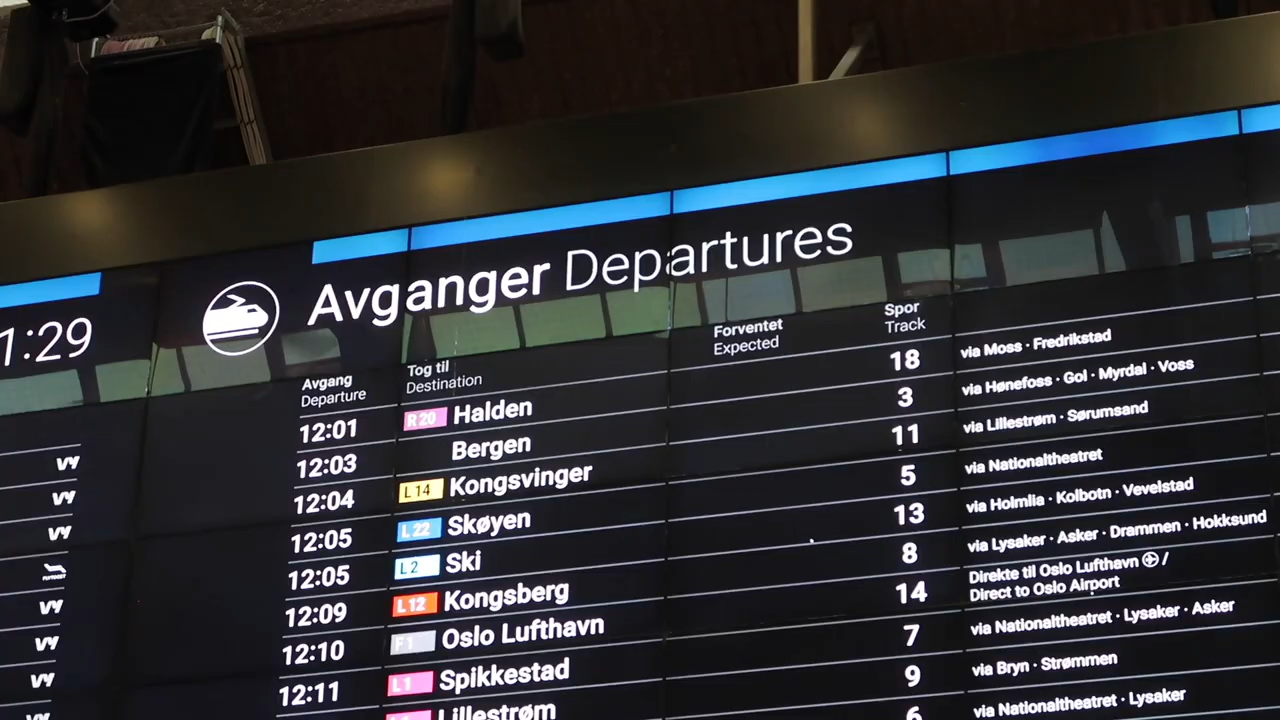 1:29
Avganger Departures
Avgang
Departure
Tog til
Destination
Forventet
Expected
Spor
Track
12:01 R20 Halden 18 via Moss · Fredrikstad
12:03 Bergen 3 via Hønefoss · Gol · Myrdal · Voss
12:04 L14 Kongsvinger 11 via Lillestrøm · Sørumsand
12:05 L22 Skøyen 5 via Nationaltheatret
12:05 L2 Ski 13 via Holmlia · Kolbotn · Vevelstad
12:09 L12 Kongsberg 8 via Lysaker · Asker · Drammen · Hokksund
12:10 F1 Oslo Lufthavn 14 Direkte til Oslo Lufthavn /
Direct to Oslo Airport
12:11 L1 Spikkestad 7 via Nationaltheatret · Lysaker · Asker
Lillestrøm 9 via Bryn · Strømmen
6 via Nationaltheatret · Lysaker
VY
VY
VY
VY
VY
VY
VY